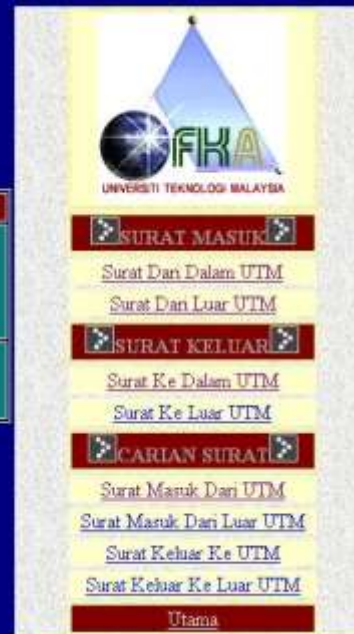 FKA
UNIVERSITI TEKNOLOGI MALAYSIA
SURAT MASUK
Surat Dari Dalam UTM
Surat Dari Luar UTM
SURAT KELUAR
Surat Ke Dalam UTM
Surat Ke Luar UTM
CARIAN SURAT
Surat Masuk Dari UTM
Surat Masuk Dari Luar UTM
Surat Keluar Ke UTM
Surat Keluar Ke Luar UTM
Utama